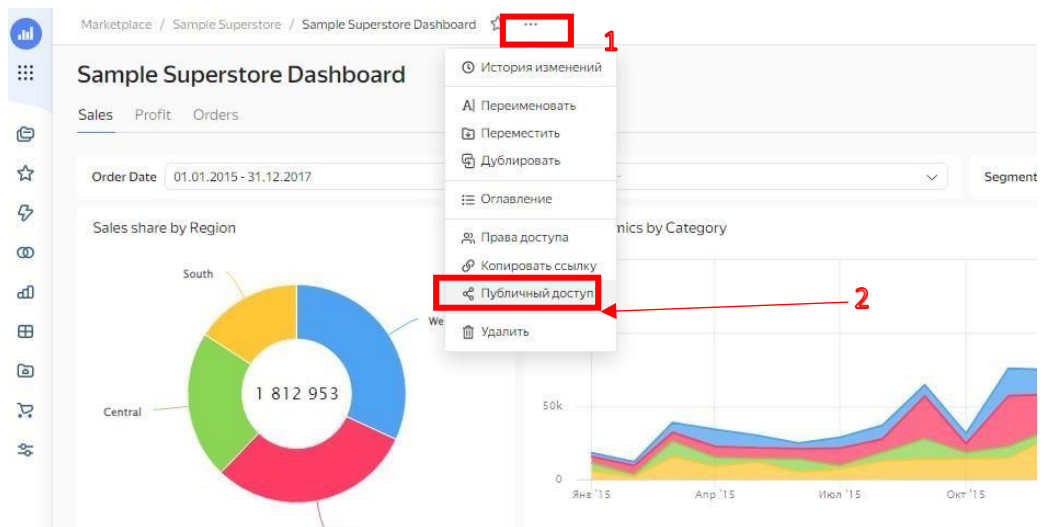 Marketplace / Sample Superstore / Sample Superstore Dashboard
1
Sample Superstore Dashboard
Sales Profit Orders
История изменений
Переименовать
Переместить
Дублировать
Оглавление
Права доступа
Копировать ссылку
Публичный доступ
Удалить
2
Order Date 01.01.2015 - 31.12.2017
Segment
Sales share by Region
South
Central
1 812 953
by Category
50k
0
Янв '15 Апр '15 Июл '15 Окт '15